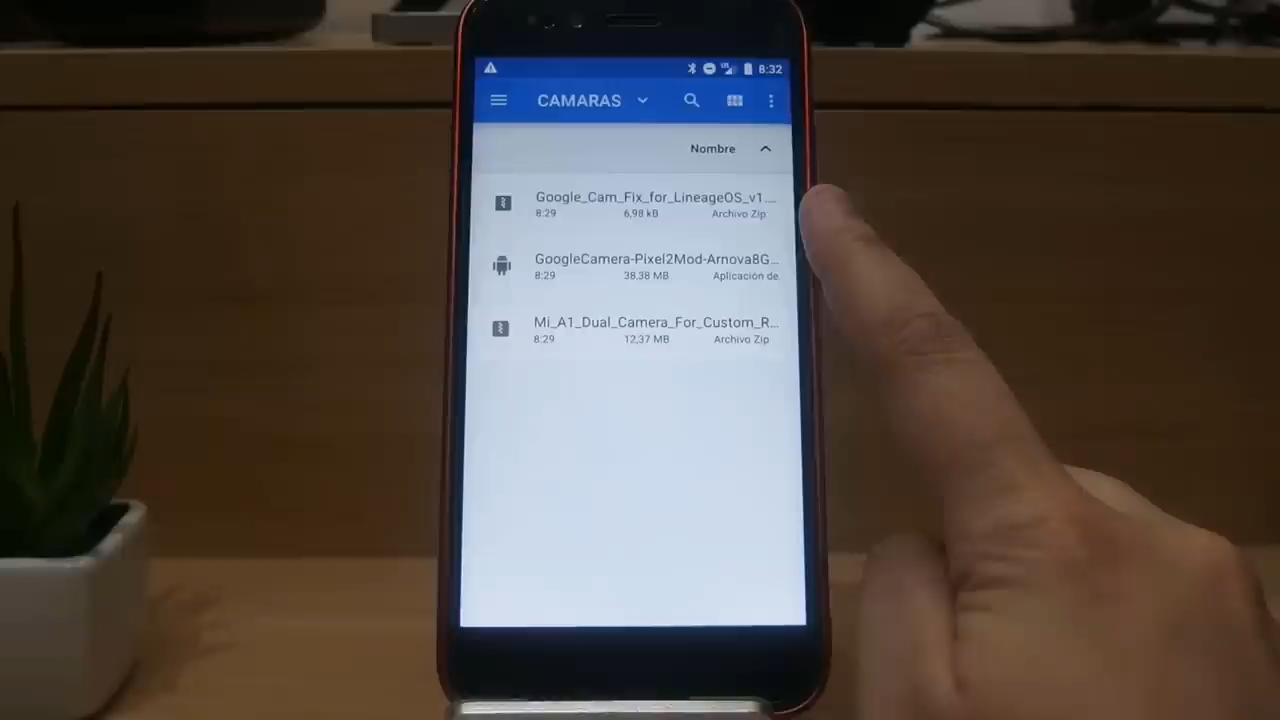 8:32
CAMARAS
Nombre
Google_Cam_Fix_for_LineageOS_v1....
8:29 6,98 kB Archivo Zip
GoogleCamera-Pixel2Mod-Arnova8G...
8:29 38,38 MB Aplicación de
Mi_A1_Dual_Camera_For_Custom_R...
8:29 12,37 MB Archivo Zip